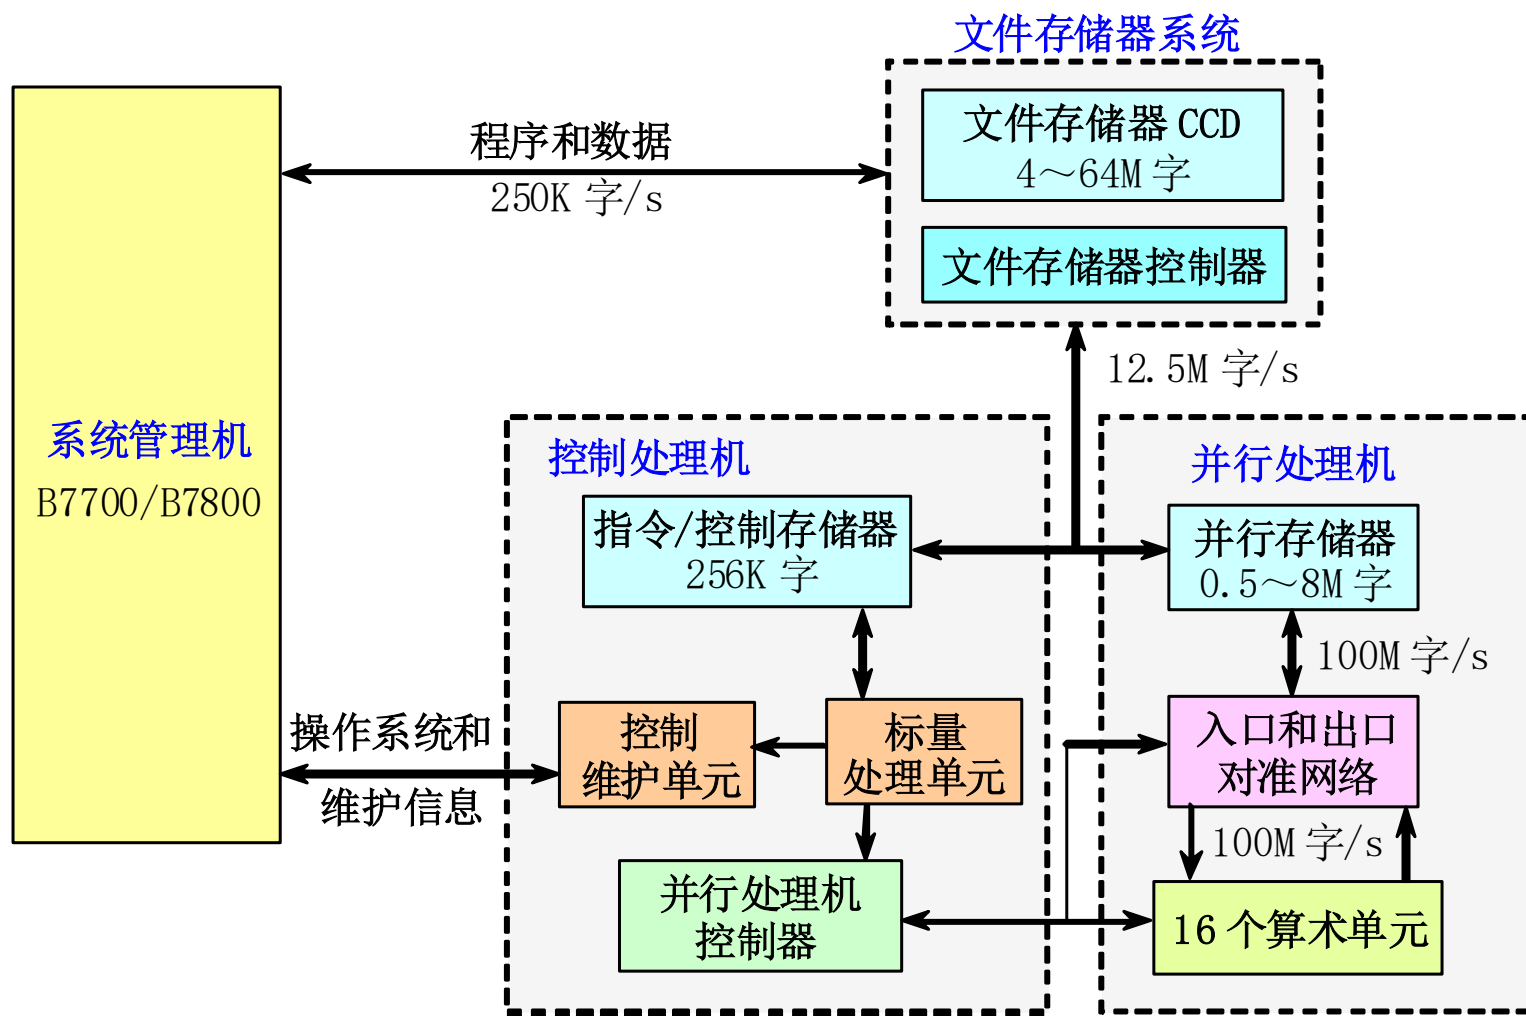 文件存储器系统
文件存储器 CCD
4～64M 字
文件存储器控制器
程序和数据
250K 字/s
12.5M 字/s
系统管理机
B7700/B7800
控制处理机
指令/控制存储器
256K 字
并行处理机
并行存储器
0.5～8M 字
100M 字/s
操作系统和
维护信息
控制
维护单元
标量
处理单元
入口和出口
对准网络
100M 字/s
并行处理机
控制器
16 个算术单元